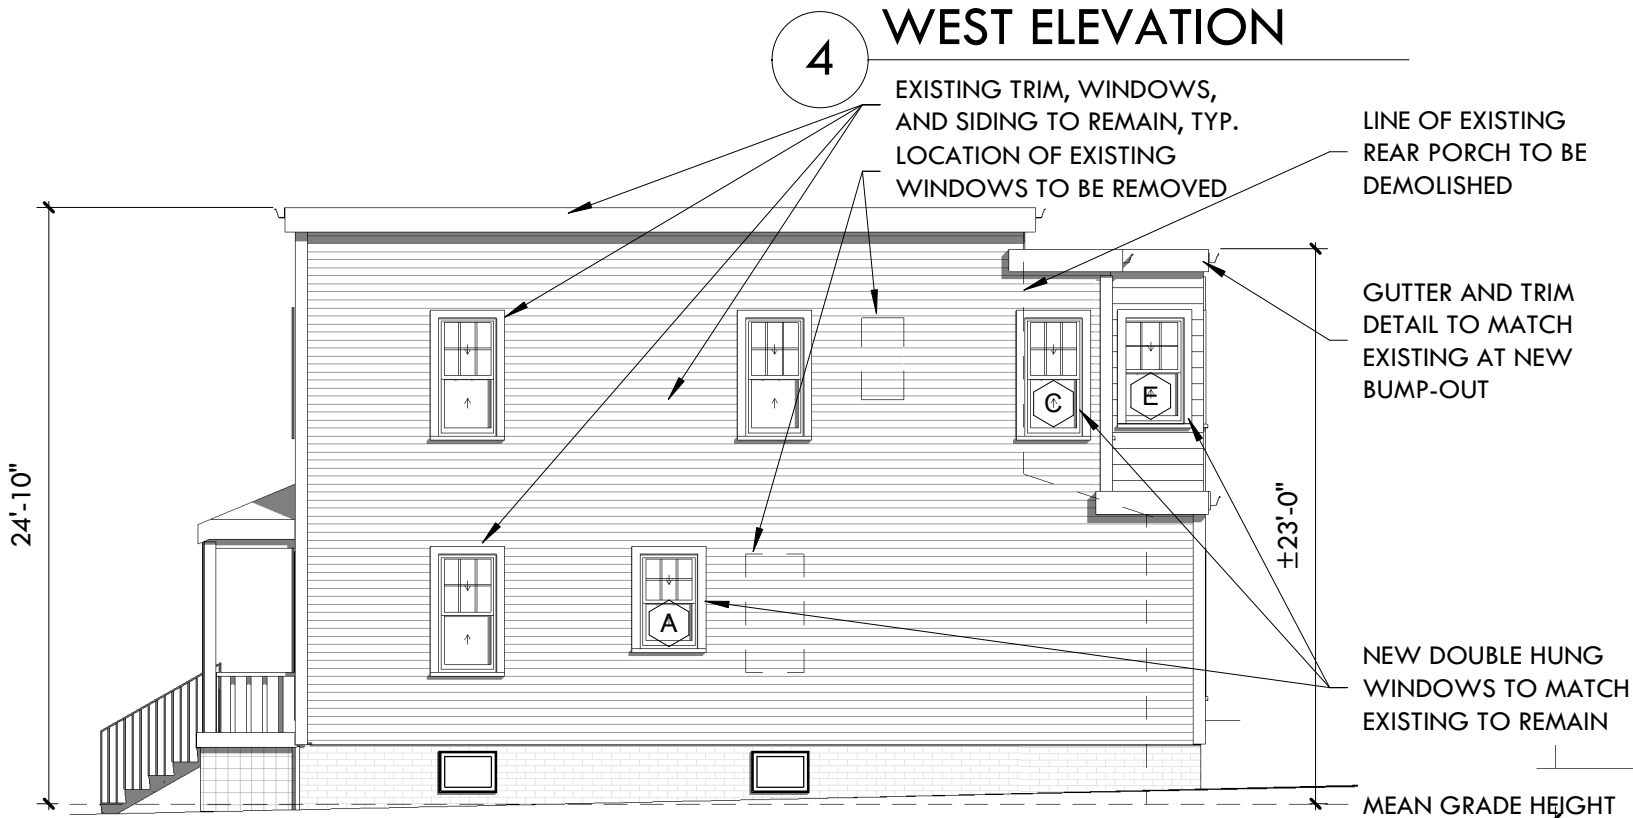 4
WEST ELEVATION
EXISTING TRIM, WINDOWS,
AND SIDING TO REMAIN, TYP.
LOCATION OF EXISTING
WINDOWS TO BE REMOVED
LINE OF EXISTING
REAR PORCH TO BE
DEMOLISHED
GUTTER AND TRIM
DETAIL TO MATCH
EXISTING AT NEW
BUMP-OUT
C
E
24'-10"
±23'-0"
A
NEW DOUBLE HUNG
WINDOWS TO MATCH
EXISTING TO REMAIN
MEAN GRADE HEIGHT